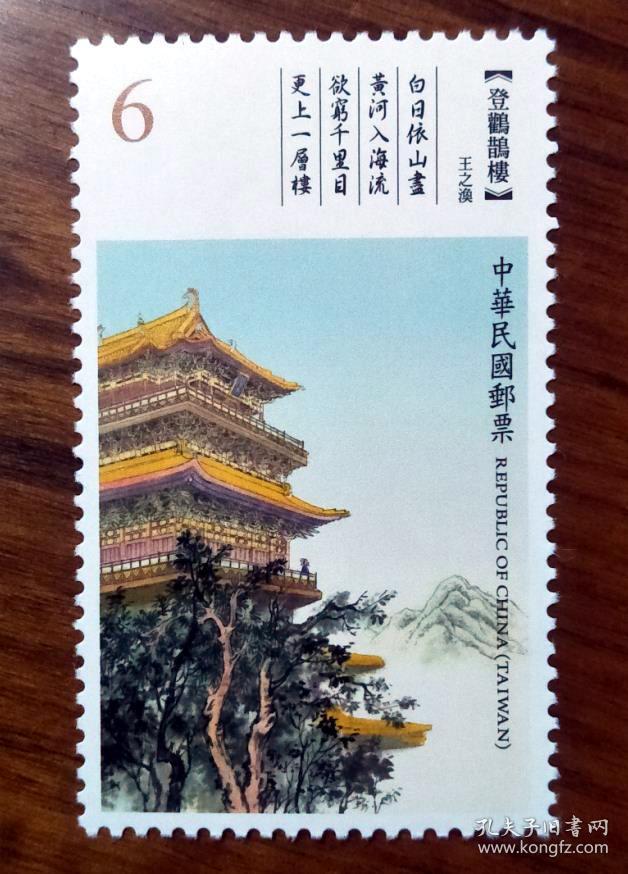 6
《登鸛鵲樓》
王之渙
白日依山盡
黃河入海流
欲窮千里目
更上一層樓
中華民國郵票 REPUBLIC OF CHINA (TAIWAN)
孔夫子旧書网
www.kongfz.com